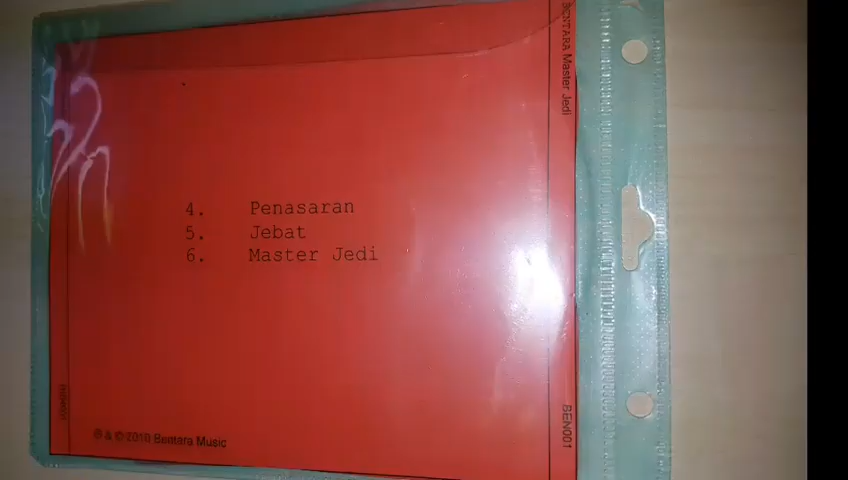 BENTARA Master Jedi
4. Penasaran
5. Jebat
6. Master Jedi
BEN001
℗ & © 2018 Bentara Music